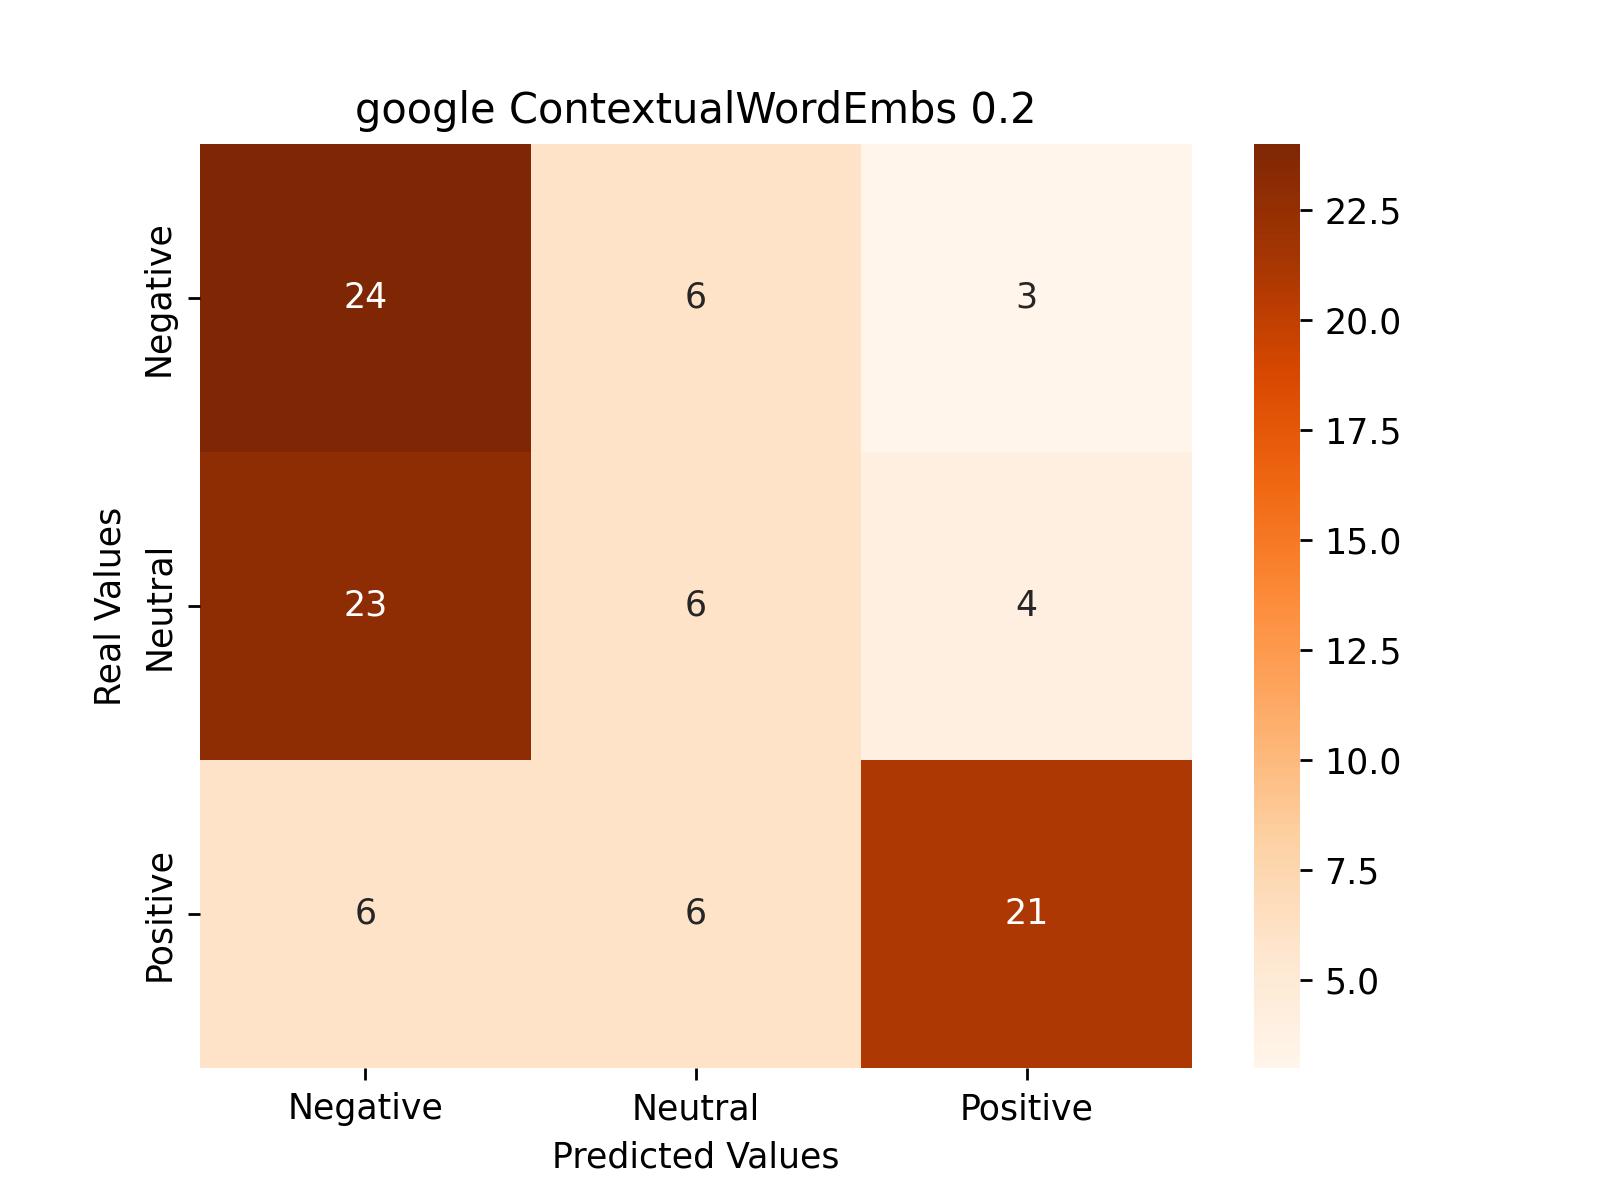 google ContextualWordEmbs 0.2
Real Values
Negative
Neutral
Positive
24 6 3
23 6 4
6 6 21
Negative Neutral Positive
Predicted Values
22.5
20.0
17.5
15.0
12.5
10.0
7.5
5.0